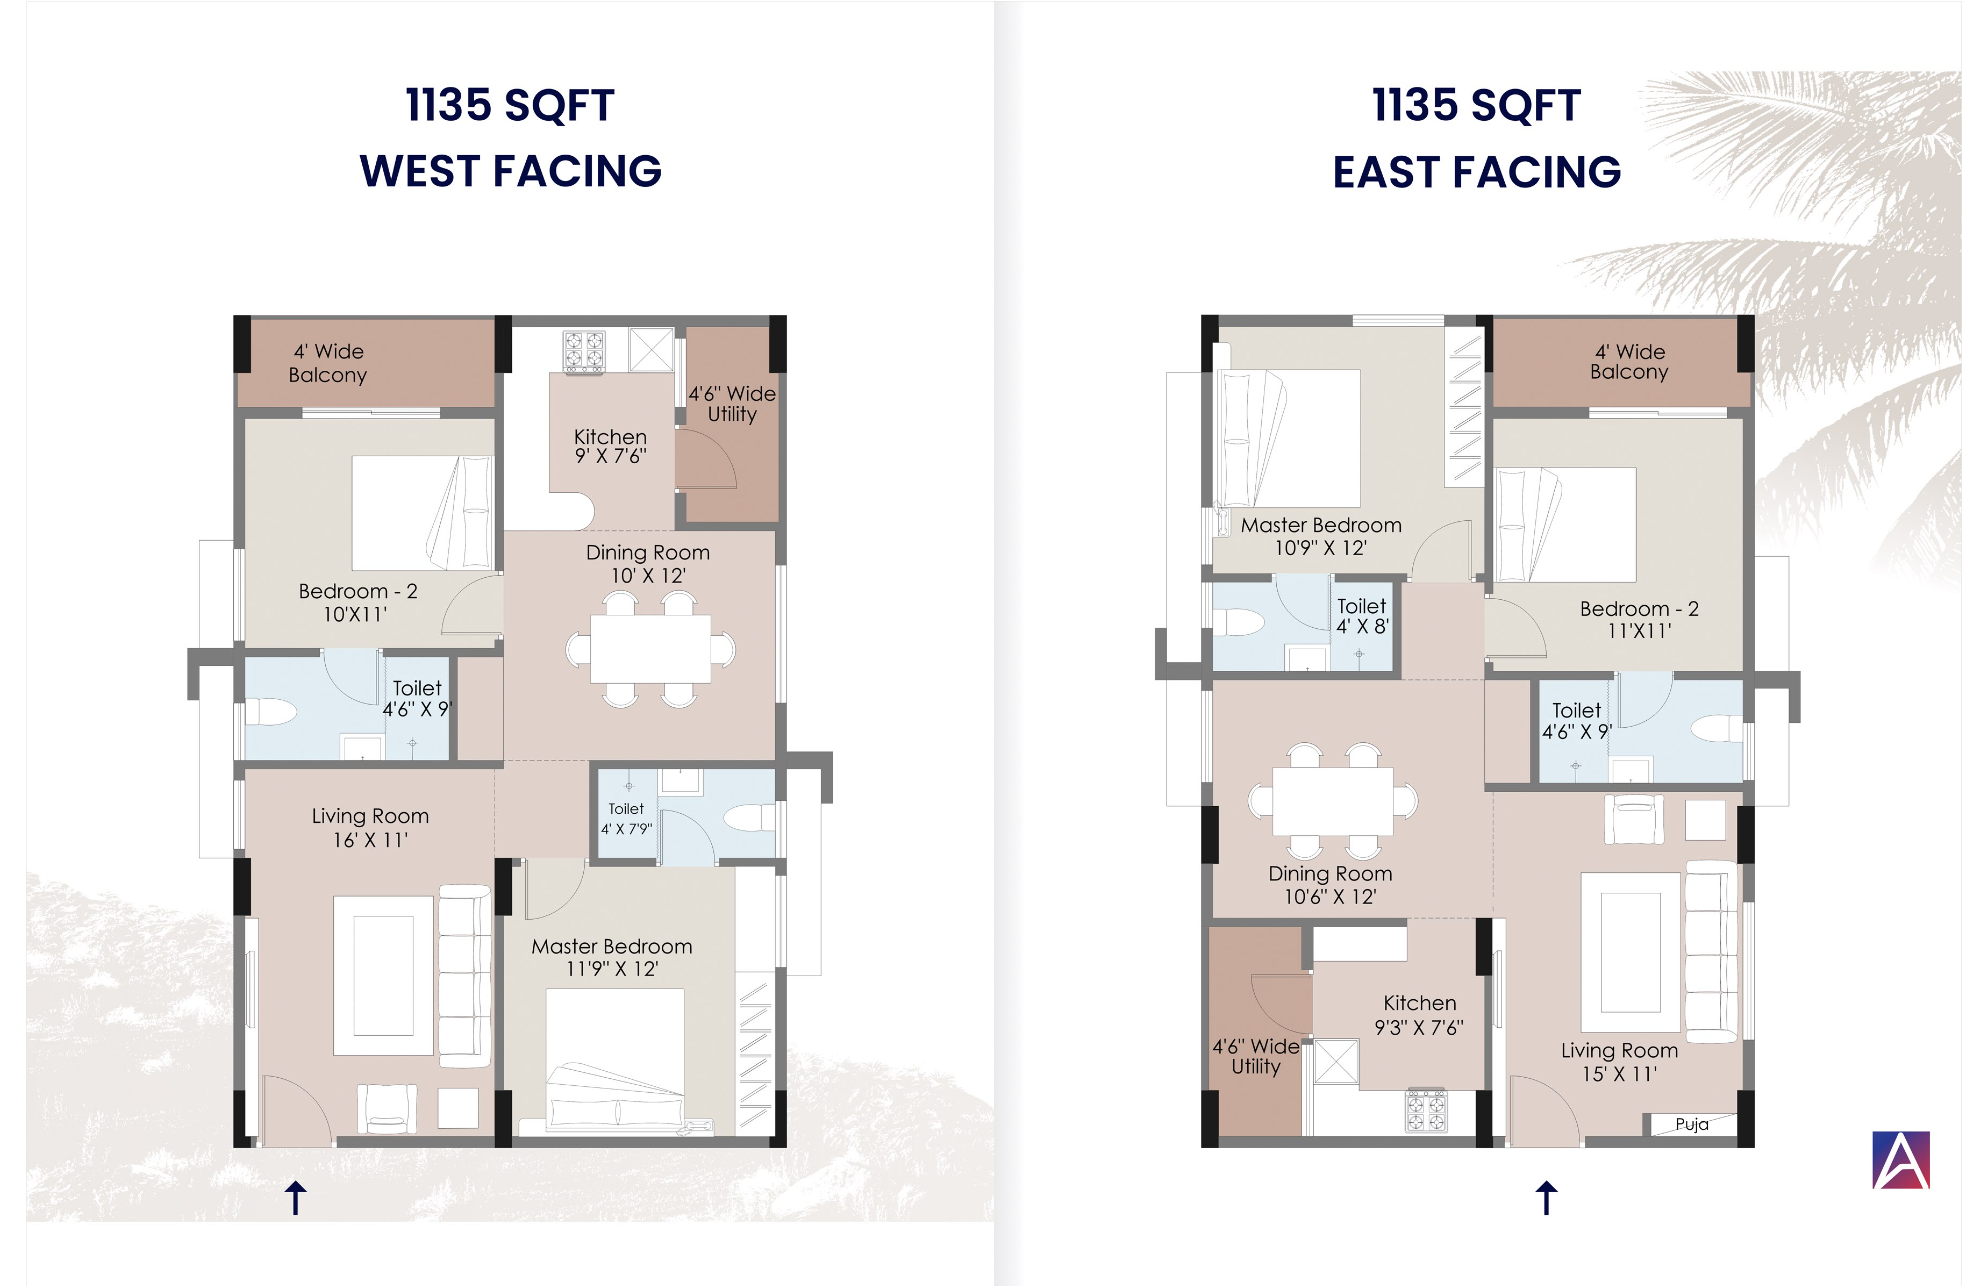 1135 SQFT
WEST FACING
4' Wide
Balcony
4'6" Wide
Utility
Kitchen
9' X 7'6"
Dining Room
10' X 12'
Bedroom - 2
10'X11'
Toilet
4'6" X 9'
Living Room
16' X 11'
Toilet
4' X 7'9"
Master Bedroom
11'9" X 12'
1135 SQFT
EAST FACING
4' Wide
Balcony
Master Bedroom
10'9" X 12'
Toilet
4' X 8'
Bedroom - 2
11'X11'
Toilet
4'6" X 9'
Dining Room
10'6" X 12'
Kitchen
9'3" X 7'6"
4'6" Wide
Utility
Living Room
15' X 11'
Puja